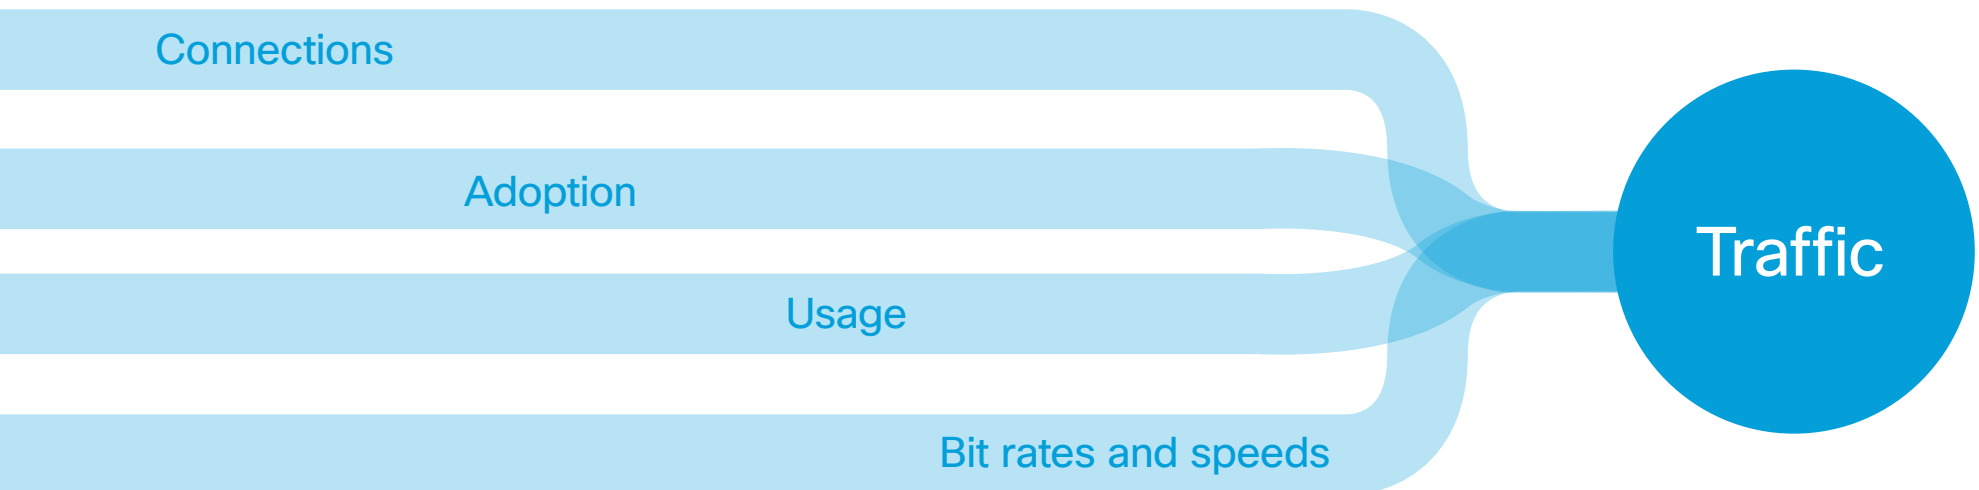 Connections
Adoption
Usage
Bit rates and speeds
Traffic